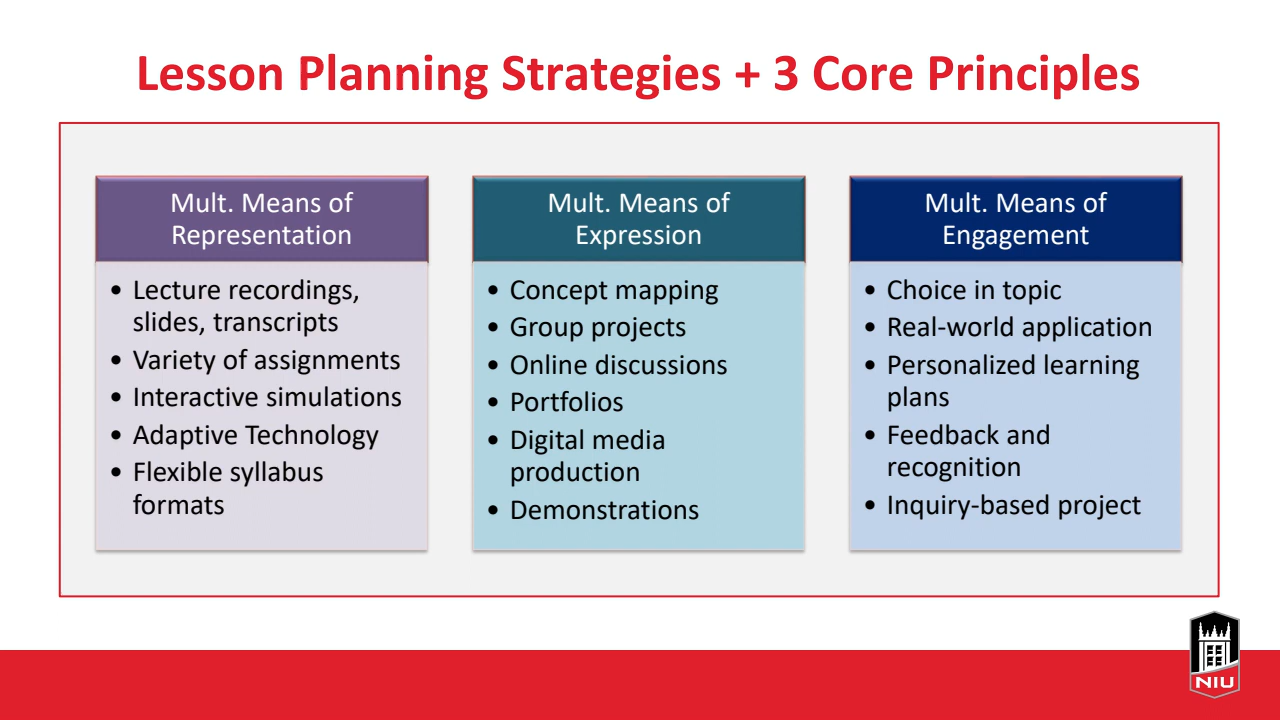 Lesson Planning Strategies + 3 Core Principles
Mult. Means of
Representation
• Lecture recordings,
slides, transcripts
• Variety of assignments
• Interactive simulations
• Adaptive Technology
• Flexible syllabus
formats
Mult. Means of
Expression
• Concept mapping
• Group projects
• Online discussions
• Portfolios
• Digital media
production
• Demonstrations
Mult. Means of
Engagement
• Choice in topic
• Real-world application
• Personalized learning
plans
• Feedback and
recognition
• Inquiry-based project
NIU